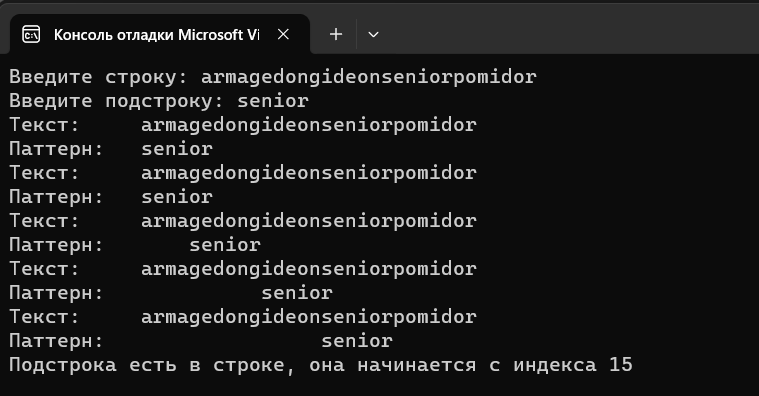 Консоль отладки Microsoft Vi
Введите строку: armagedongideonseniorpomidor
Введите подстроку: senior
Текст:     armagedongideonseniorpomidor
Паттерн:   senior
Текст:     armagedongideonseniorpomidor
Паттерн:   senior
Текст:     armagedongideonseniorpomidor
Паттерн:       senior
Текст:     armagedongideonseniorpomidor
Паттерн:             senior
Текст:     armagedongideonseniorpomidor
Паттерн:                  senior
Подстрока есть в строке, она начинается с индекса 15